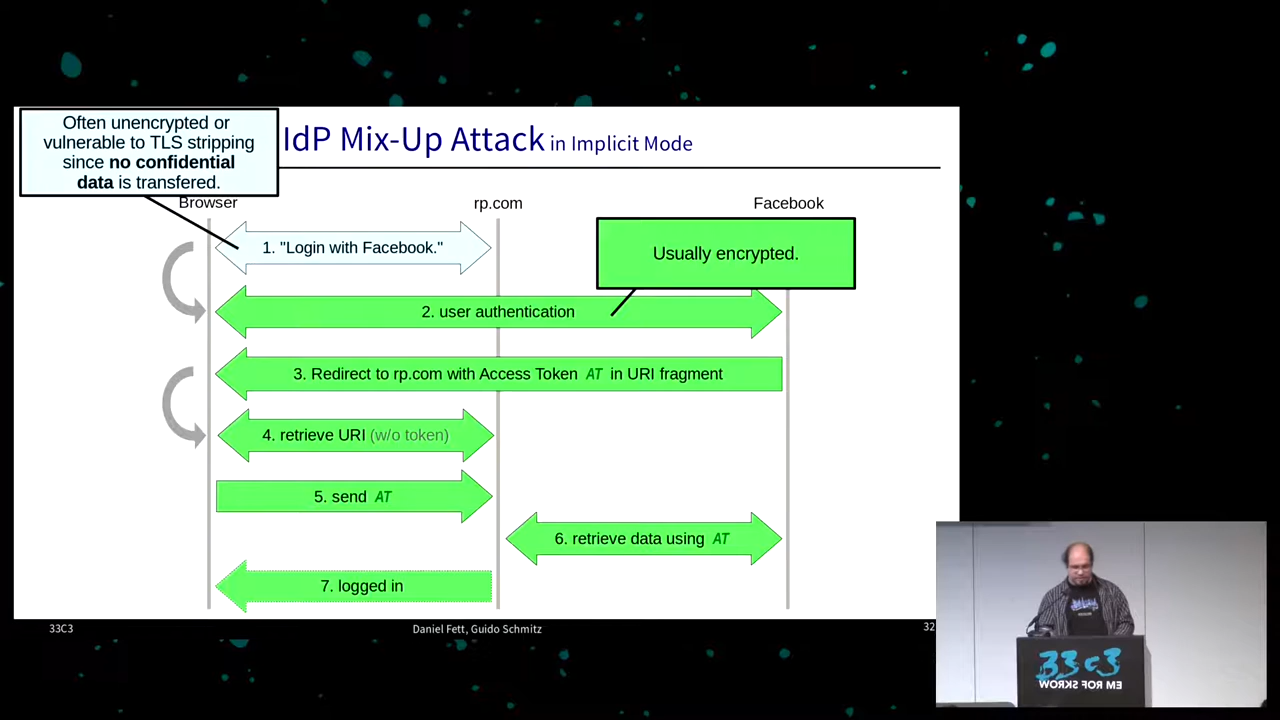 Often unencrypted or
vulnerable to TLS stripping
since no confidential
data is transfered.
IdP Mix-Up Attack in Implicit Mode
Browser
rp.com
Facebook
1. "Login with Facebook."
Usually encrypted.
2. user authentication
3. Redirect to rp.com with Access Token AT in URI fragment
4. retrieve URI (w/o token)
5. send AT
6. retrieve data using AT
7. logged in
33C3
Daniel Fett, Guido Schmitz
32
33c3
WORKS FOR ME